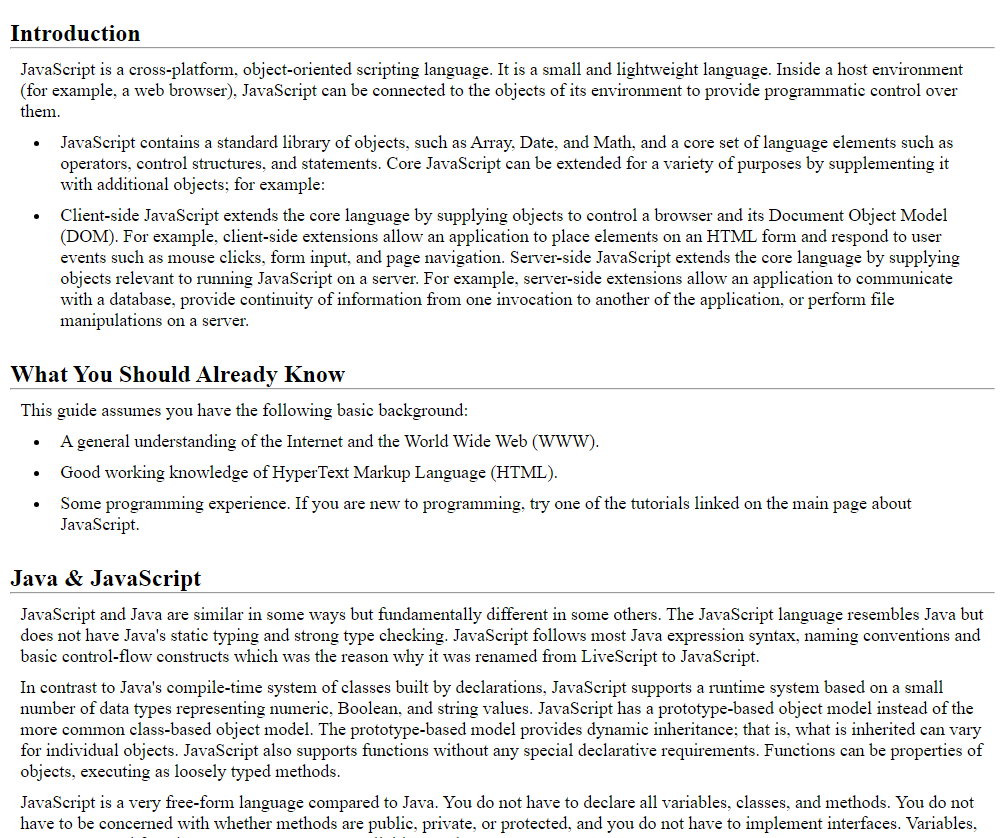 Introduction
JavaScript is a cross-platform, object-oriented scripting language. It is a small and lightweight language. Inside a host environment
(for example, a web browser), JavaScript can be connected to the objects of its environment to provide programmatic control over
them.
• JavaScript contains a standard library of objects, such as Array, Date, and Math, and a core set of language elements such as
operators, control structures, and statements. Core JavaScript can be extended for a variety of purposes by supplementing it
with additional objects; for example:
• Client-side JavaScript extends the core language by supplying objects to control a browser and its Document Object Model
(DOM). For example, client-side extensions allow an application to place elements on an HTML form and respond to user
events such as mouse clicks, form input, and page navigation. Server-side JavaScript extends the core language by supplying
objects relevant to running JavaScript on a server. For example, server-side extensions allow an application to communicate
with a database, provide continuity of information from one invocation to another of the application, or perform file
manipulations on a server.
What You Should Already Know
This guide assumes you have the following basic background:
• A general understanding of the Internet and the World Wide Web (WWW).
• Good working knowledge of HyperText Markup Language (HTML).
• Some programming experience. If you are new to programming, try one of the tutorials linked on the main page about
JavaScript.
Java & JavaScript
JavaScript and Java are similar in some ways but fundamentally different in some others. The JavaScript language resembles Java but
does not have Java's static typing and strong type checking. JavaScript follows most Java expression syntax, naming conventions and
basic control-flow constructs which was the reason why it was renamed from LiveScript to JavaScript.
In contrast to Java's compile-time system of classes built by declarations, JavaScript supports a runtime system based on a small
number of data types representing numeric, Boolean, and string values. JavaScript has a prototype-based object model instead of the
more common class-based object model. The prototype-based model provides dynamic inheritance; that is, what is inherited can vary
for individual objects. JavaScript also supports functions without any special declarative requirements. Functions can be properties of
objects, executing as loosely typed methods.
JavaScript is a very free-form language compared to Java. You do not have to declare all variables, classes, and methods. You do not
have to be concerned with whether methods are public, private, or protected, and you do not have to implement interfaces. Variables,